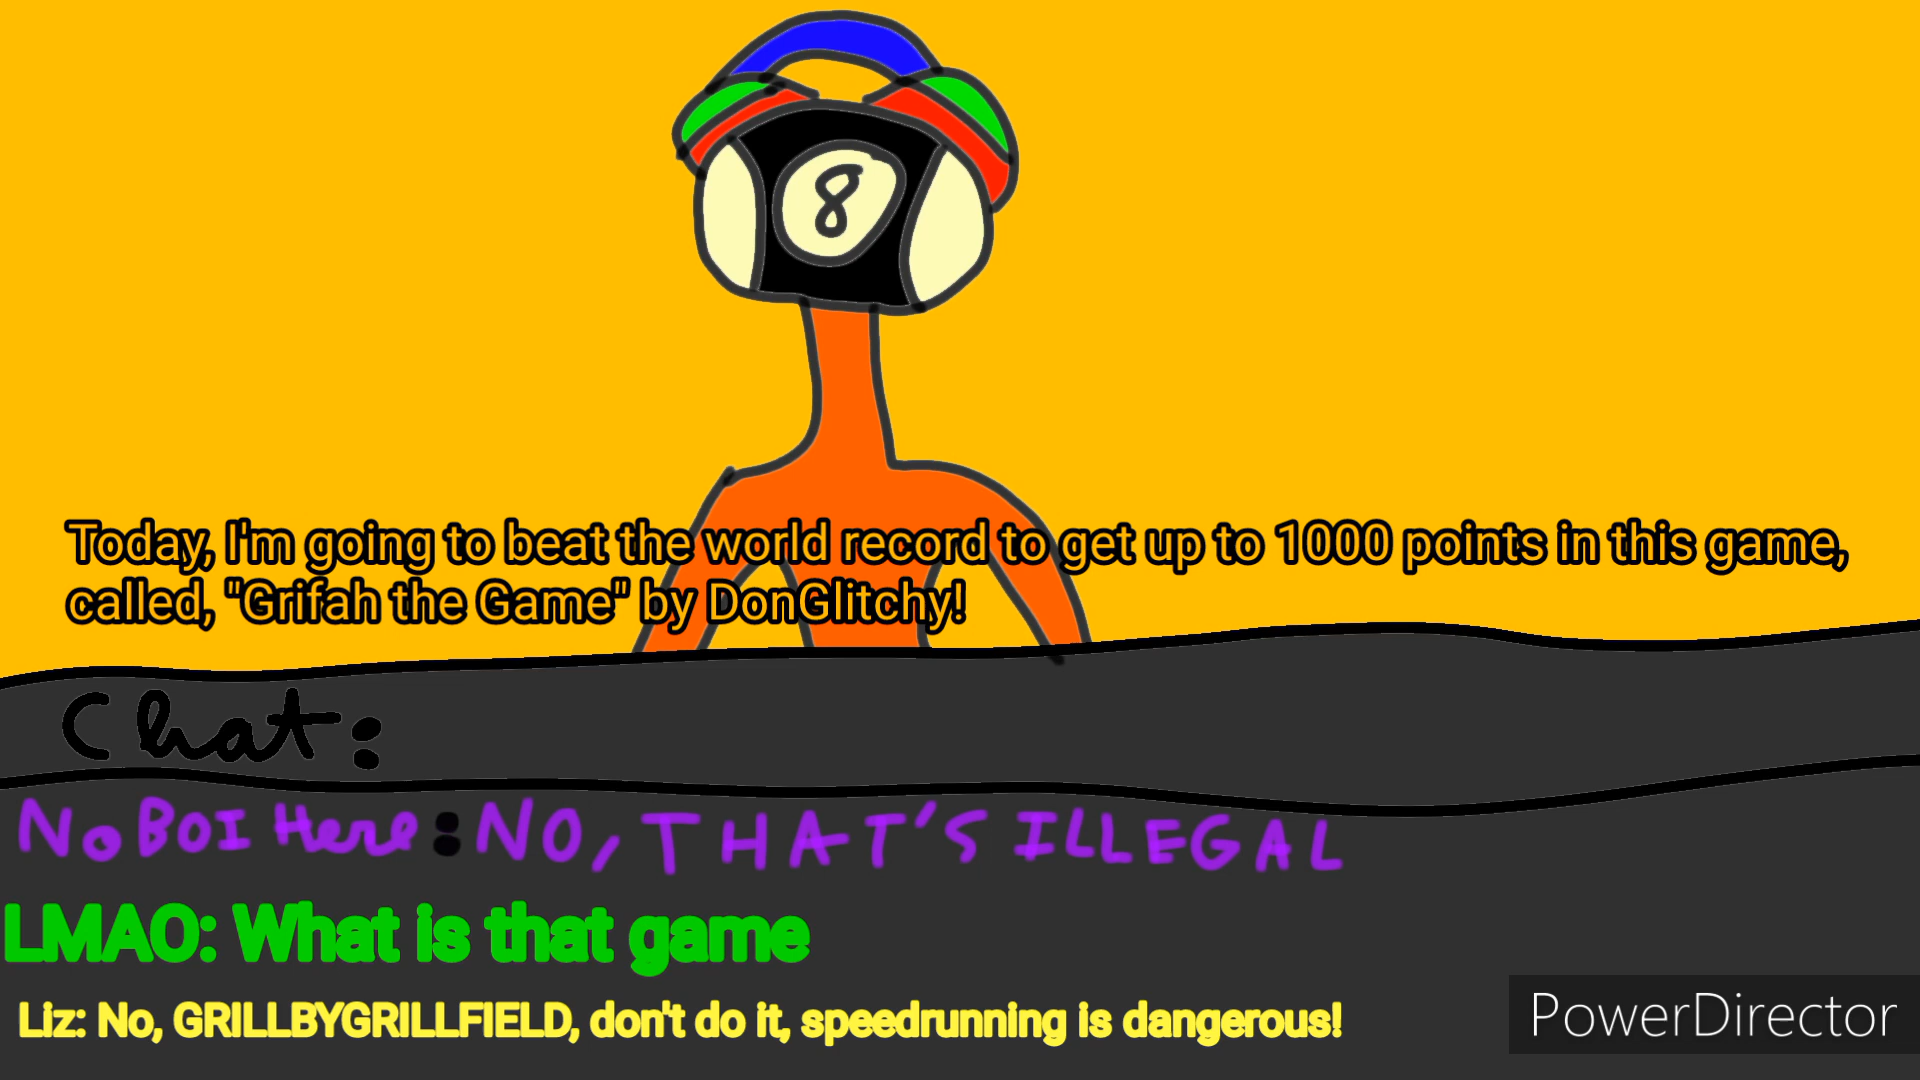 8
Today, I'm going to beat the world record to get up to 1000 points in this game,
called, "Grifah the Game" by DonGlitchy!
Chat:
NoBOI Here: NO, THAT'S ILLEGAL
LMAO: What is that game
Liz: No, GRILLBYGRILLFIELD, don't do it, speedrunning is dangerous!
PowerDirector